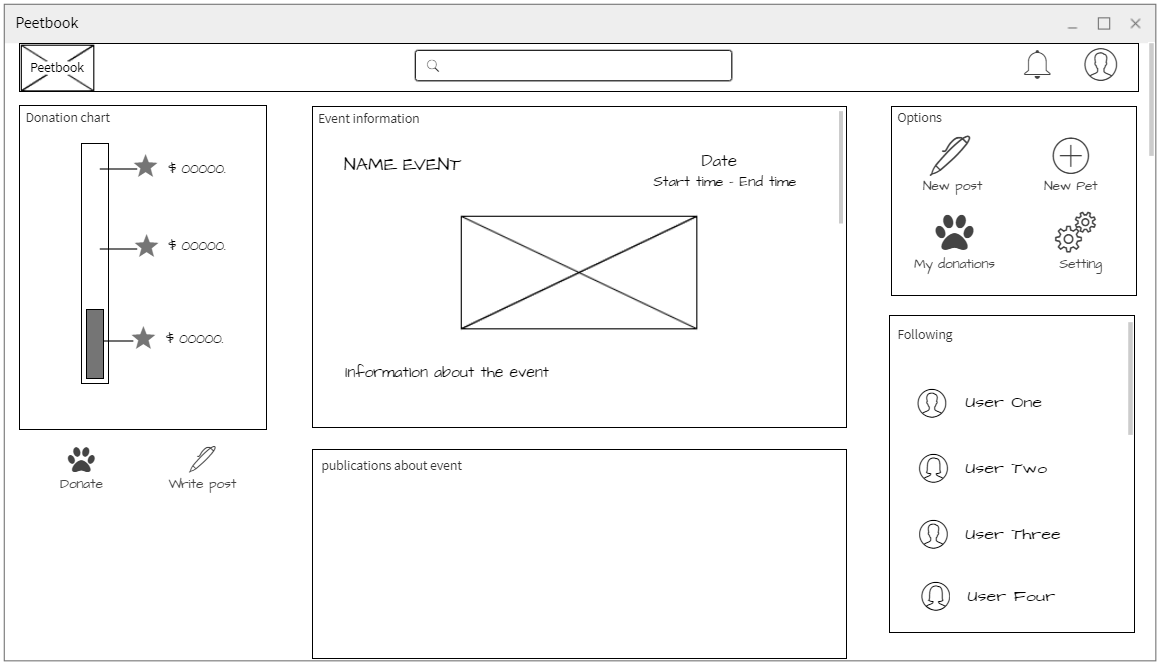 Peetbook
Peetbook
Donation chart
$ 00000.
$ 00000.
$ 00000.
Donate
Write post
Event information
NAME EVENT
Date
Start time - End time
Information about the event
publications about event
Options
New post
New Pet
My donations
Setting
Following
User One
User Two
User Three
User Four